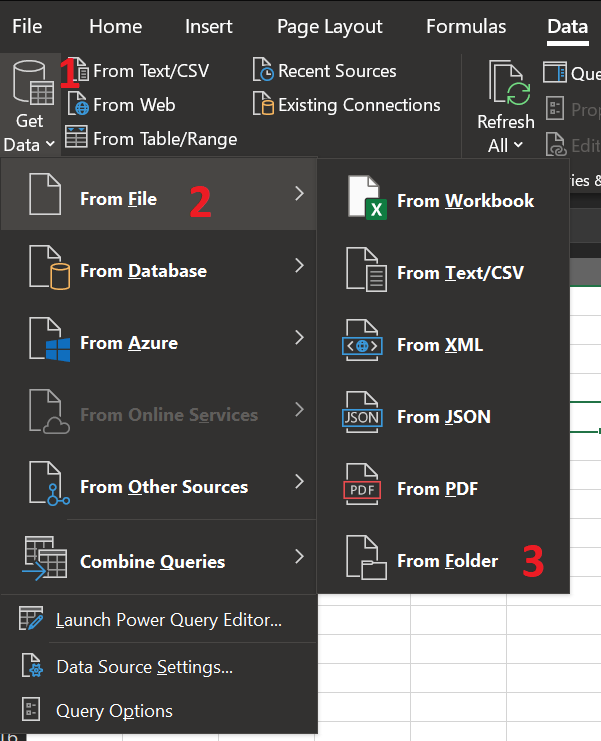 File Home Insert Page Layout Formulas Data
1 From Text/CSV Recent Sources Que
From Web Existing Connections
From Table/Range
Get
Data
Refresh
All
Prop
Edit
ies &
From File 2
From Database
From Azure
From Online Services
From Other Sources
Combine Queries
Launch Power Query Editor...
Data Source Settings...
Query Options
From Workbook
From Text/CSV
From XML
JSON From JSON
PDF From PDF
From Folder 3
16